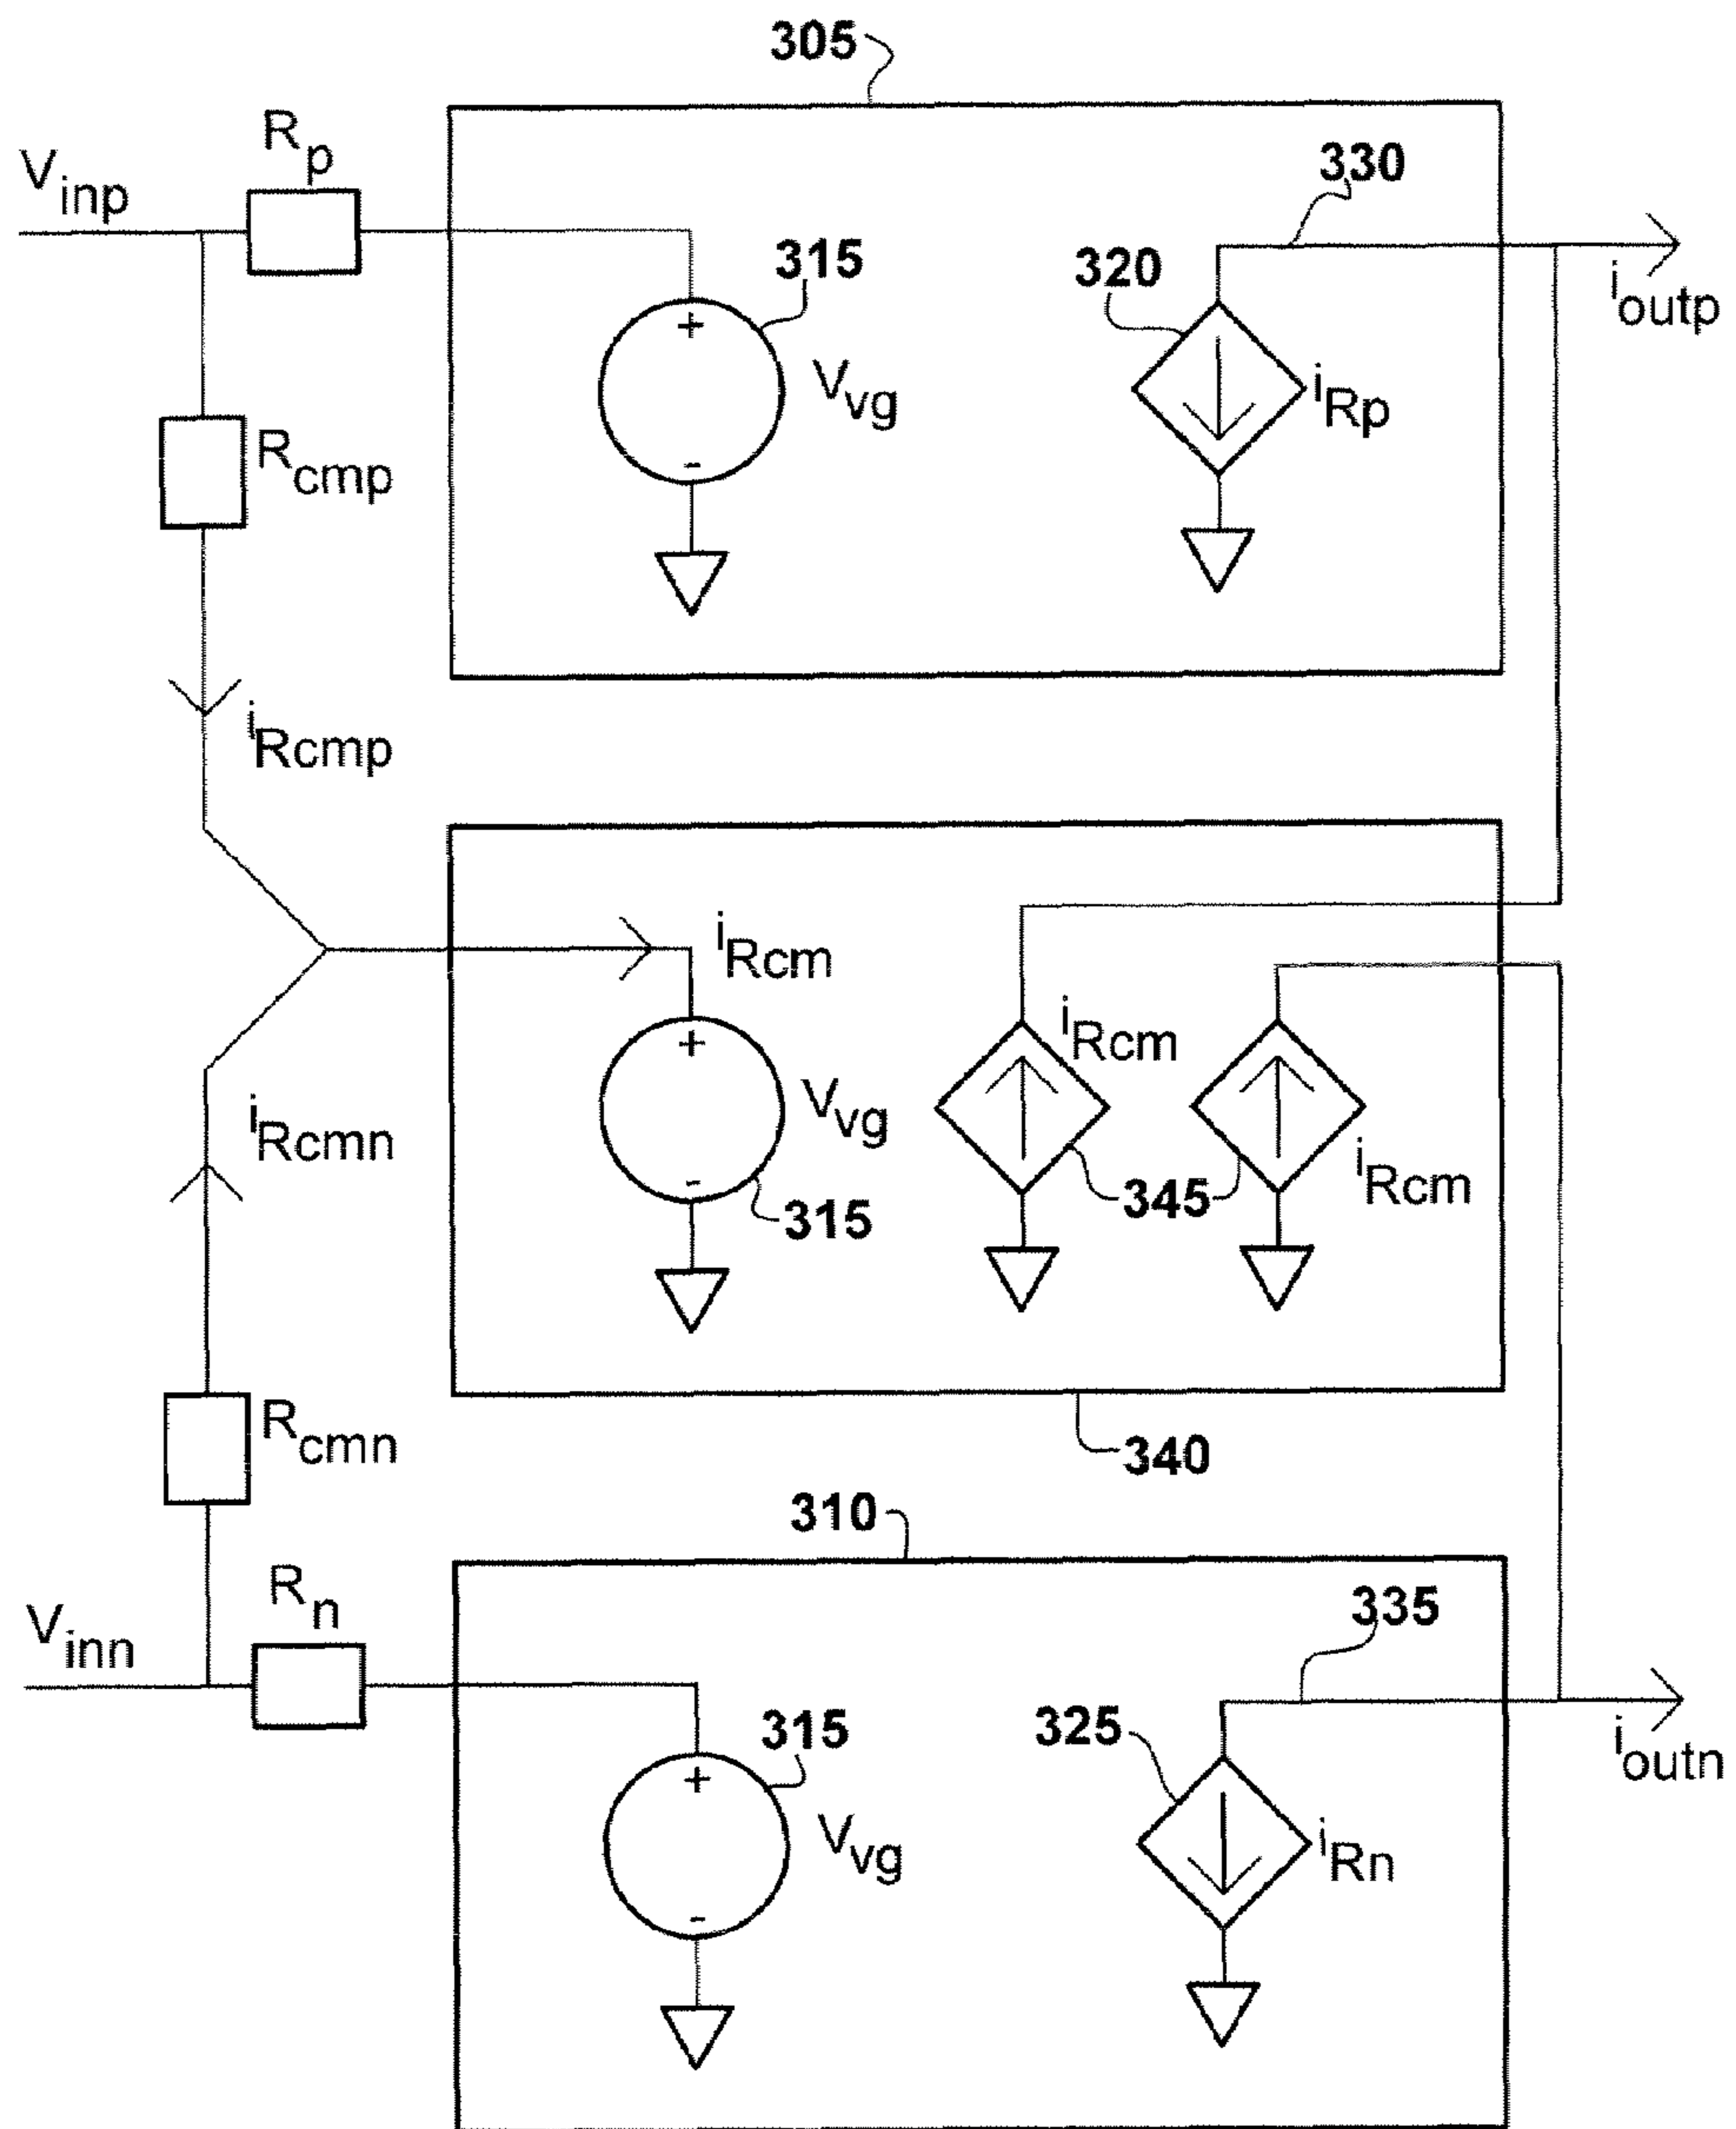 305
Rp
Vinp
330
315
320
ioutp
+
Vvg
iRp
-
Rcmp
iRcmp
iRcm
iRcm
+
Vvg
iRcmn
iRcm
-
315
345
Rcmn
340
310
Rn
335
Vinn
315
325
ioutn
+
Vvg
iRn
-